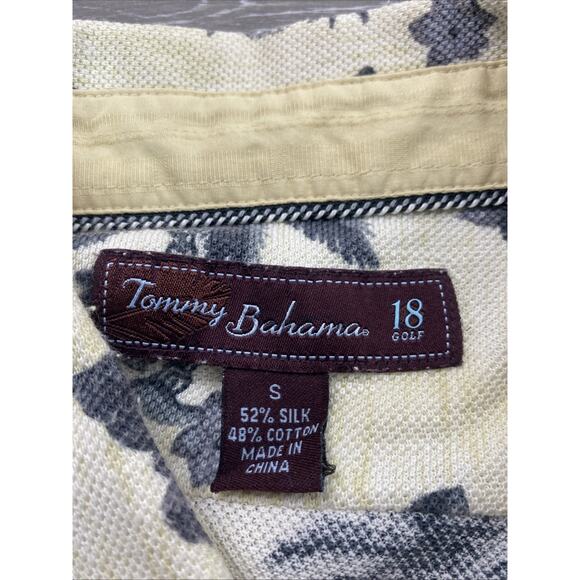 Tommy Bahama® 18
GOLF
S
52% SILK
48% COTTON
MADE IN
CHINA